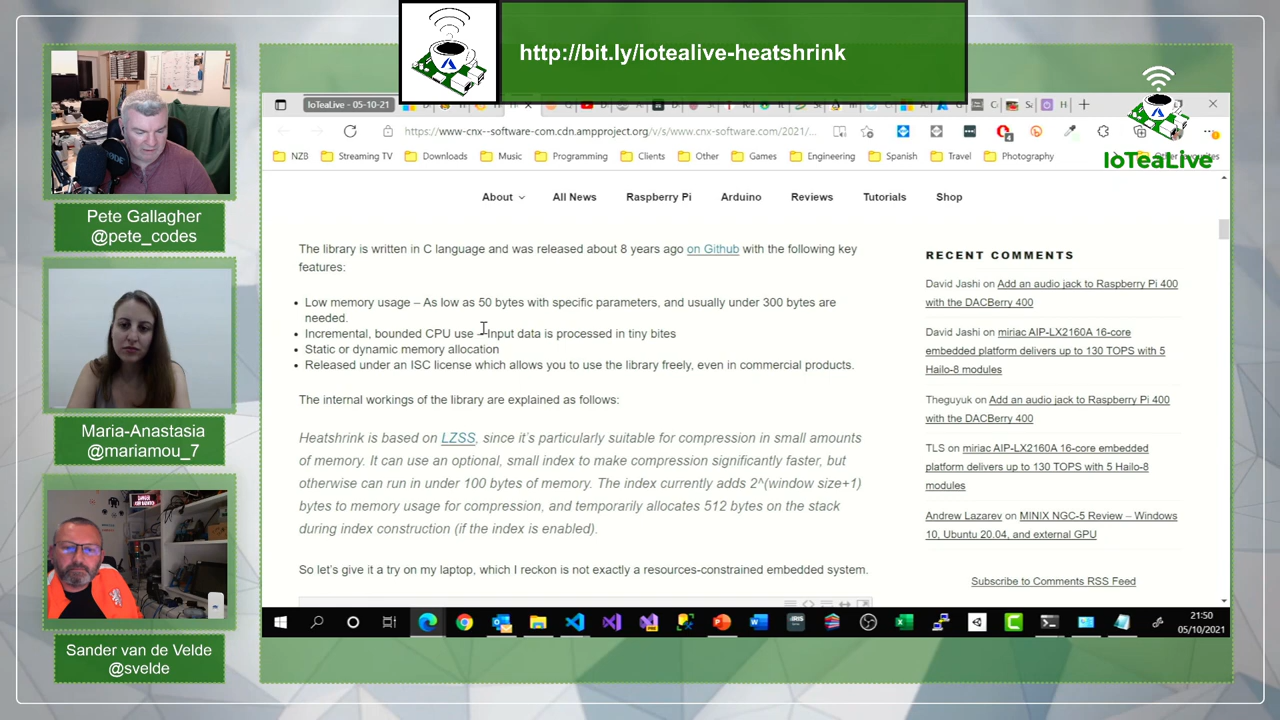 http://bit.ly/iotealive-heatshrink
IoTeaLive - 05-10-21
https://www-cnx--software-com.cdn.ampproject.org/v/s/www.cnx-software.com/2021/...
NZB
Streaming TV
Downloads
Music
Programming
Clients
Other
Games
Engineering
Spanish
Travel
Photography
IoTeaLive
About
All News
Raspberry Pi
Arduino
Reviews
Tutorials
Shop
The library is written in C language and was released about 8 years ago on Github with the following key
features:
• Low memory usage – As low as 50 bytes with specific parameters, and usually under 300 bytes are
needed.
• Incremental, bounded CPU use – Input data is processed in tiny bites
• Static or dynamic memory allocation
• Released under an ISC license which allows you to use the library freely, even in commercial products.
The internal workings of the library are explained as follows:
Heatshrink is based on LZSS, since it's particularly suitable for compression in small amounts
of memory. It can use an optional, small index to make compression significantly faster, but
otherwise can run in under 100 bytes of memory. The index currently adds 2^(window size+1)
bytes to memory usage for compression, and temporarily allocates 512 bytes on the stack
during index construction (if the index is enabled).
So let's give it a try on my laptop, which I reckon is not exactly a resources-constrained embedded system.
RECENT COMMENTS
David Jashi on Add an audio jack to Raspberry Pi 400
with the DACBerry 400
David Jashi on miriac AIP-LX2160A 16-core
embedded platform delivers up to 130 TOPS with 5
Hailo-8 modules
Theguyuk on Add an audio jack to Raspberry Pi 400
with the DACBerry 400
TLS on miriac AIP-LX2160A 16-core embedded
platform delivers up to 130 TOPS with 5 Hailo-8
modules
Andrew Lazarev on MINIX NGC-5 Review – Windows
10, Ubuntu 20.04, and external GPU
Subscribe to Comments RSS Feed
21:50
05/10/2021
Pete Gallagher
@pete_codes
Maria-Anastasia
@mariamou_7
Sander van de Velde
@svelde